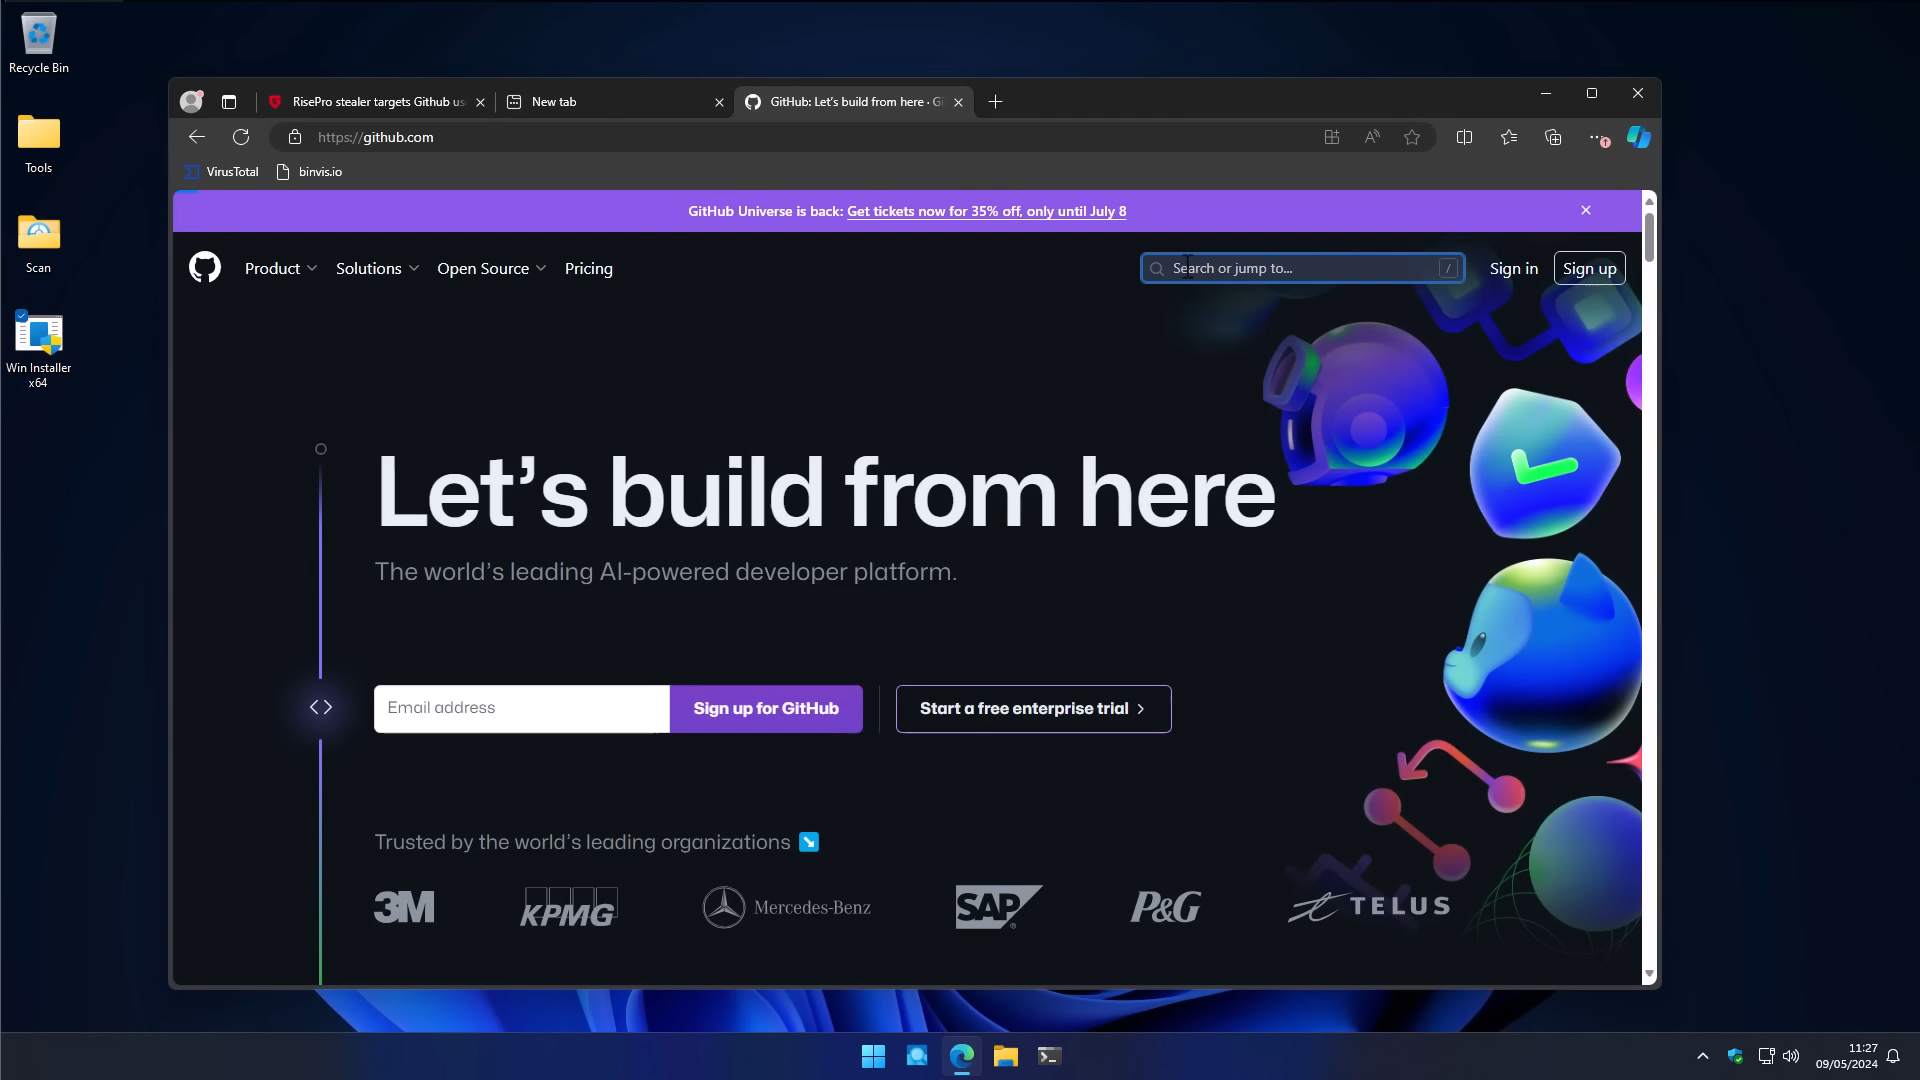 Recycle Bin
Tools
Scan
Win Installer
x64
RisePro stealer targets Github us
New tab
GitHub: Let's build from here · Gi
https://github.com
VirusTotal
binvis.io
GitHub Universe is back: Get tickets now for 35% off, only until July 8
Product
Solutions
Open Source
Pricing
Search or jump to...
/
Sign in
Sign up
Let's build from here
The world's leading AI-powered developer platform.
Email address
Sign up for GitHub
Start a free enterprise trial
Trusted by the world's leading organizations
3M
KPMG
Mercedes-Benz
SAP
P&G
TELUS
11:27
09/05/2024